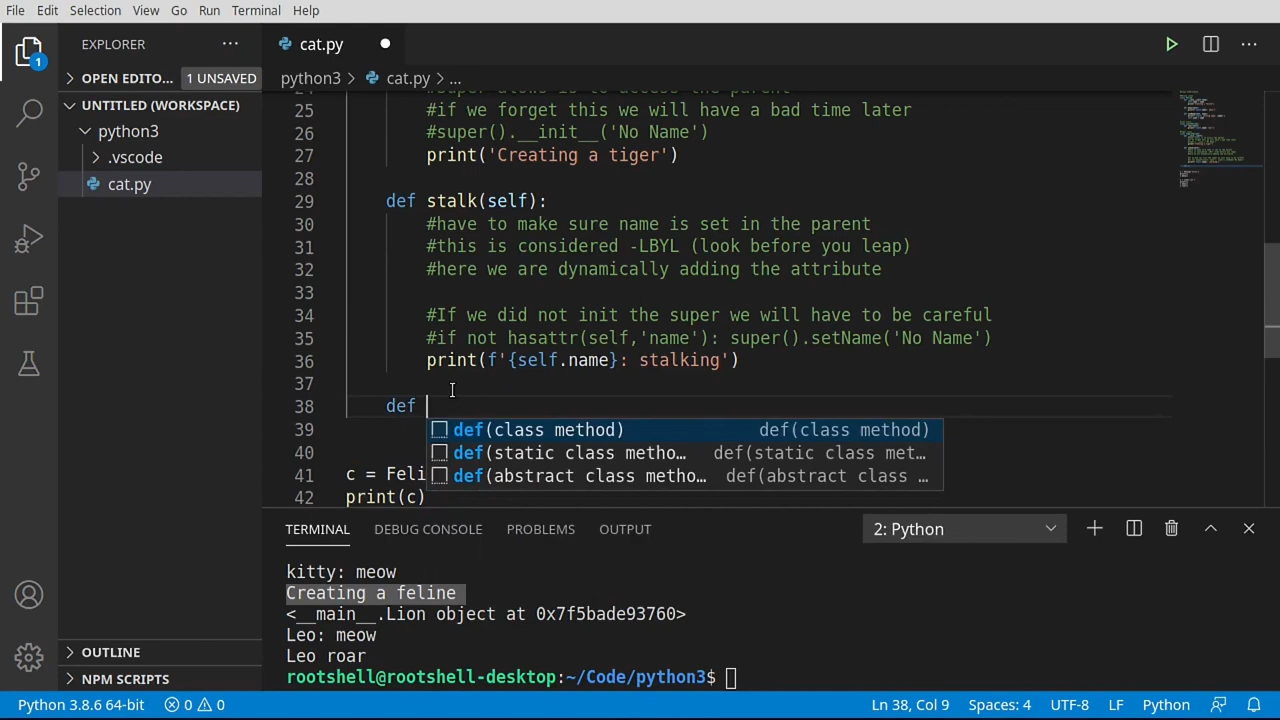 File Edit Selection View Go Run Terminal Help
EXPLORER
cat.py
OPEN EDITO... 1 UNSAVED
python3 > cat.py > ...
UNTITLED (WORKSPACE)
python3
.vscode
cat.py
1
25 #if we forget this we will have a bad time later
26 #super().__init__('No Name')
27 print('Creating a tiger')
28
29 def stalk(self):
30 #have to make sure name is set in the parent
31 #this is considered -LBYL (look before you leap)
32 #here we are dynamically adding the attribute
33
34 #If we did not init the super we will have to be careful
35 #if not hasattr(self,'name'): super().setName('No Name')
36 print(f'{self.name}: stalking')
37
38 def
def(class method) def(class method)
def(static class metho... def(static class met...
def(abstract class metho... def(abstract class ...
39
40
41 c = Feli
42 print(c)
TERMINAL DEBUG CONSOLE PROBLEMS OUTPUT 2: Python
kitty: meow
Creating a feline
<__main__.Lion object at 0x7f5bade93760>
Leo: meow
Leo roar
rootshell@rootshell-desktop:~/Code/python3$
OUTLINE
NPM SCRIPTS
Python 3.8.6 64-bit 0 0 Ln 38, Col 9 Spaces: 4 UTF-8 LF Python